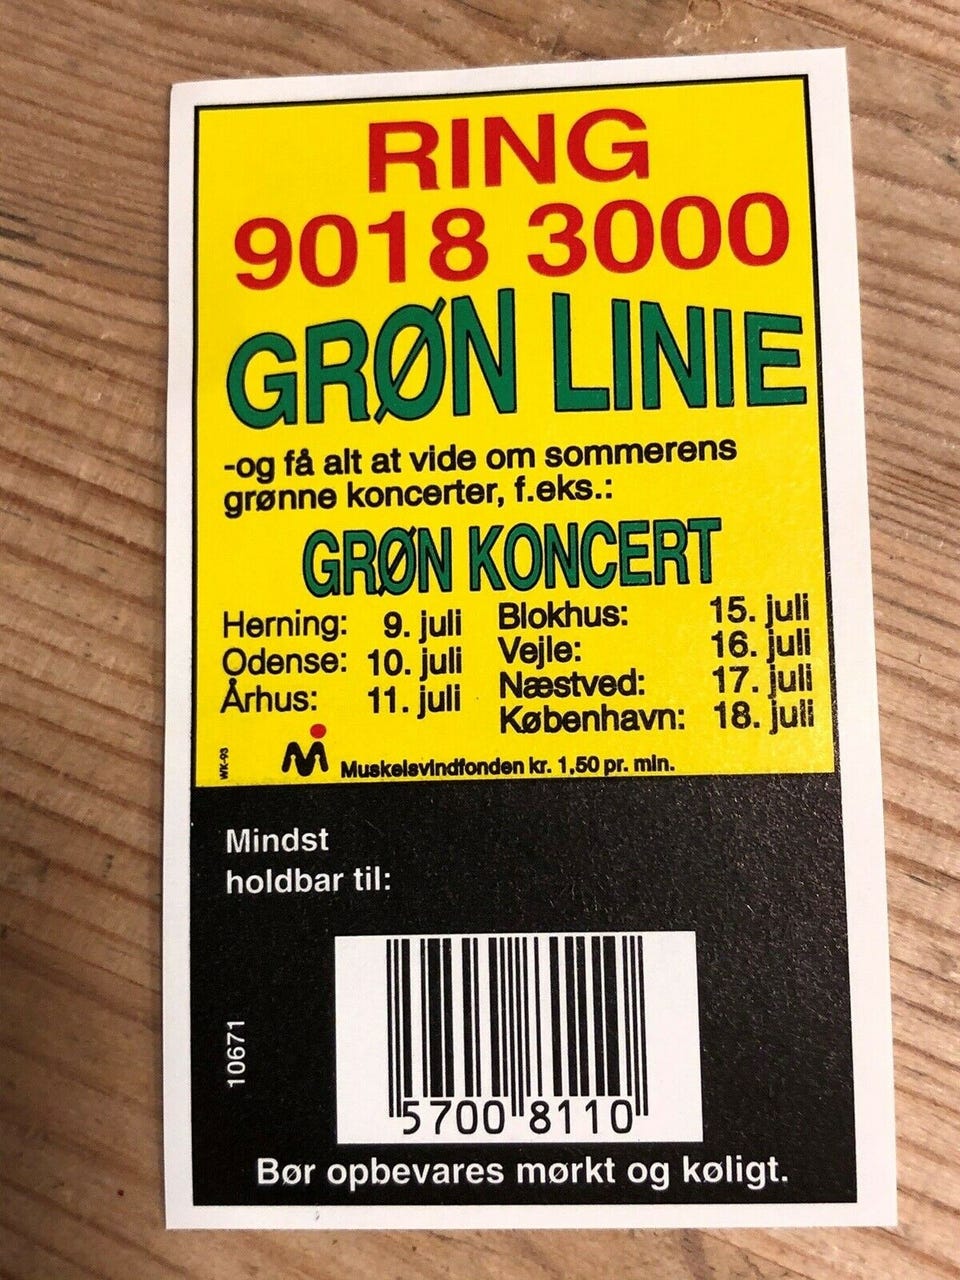 RING
9018 3000
GRØN LINIE
-og få alt at vide om sommerens
grønne koncerter, f.eks.:
GRØN KONCERT
Herning: 9. juli
Odense: 10. juli
Århus: 11. juli
Blokhus: 15. juli
Vejle: 16. juli
Næstved: 17. juli
København: 18. juli
WK-93
Muskelsvindfonden kr. 1,50 pr. min.
Mindst
holdbar til:
10671
5700 8110
Bør opbevares mørkt og køligt.